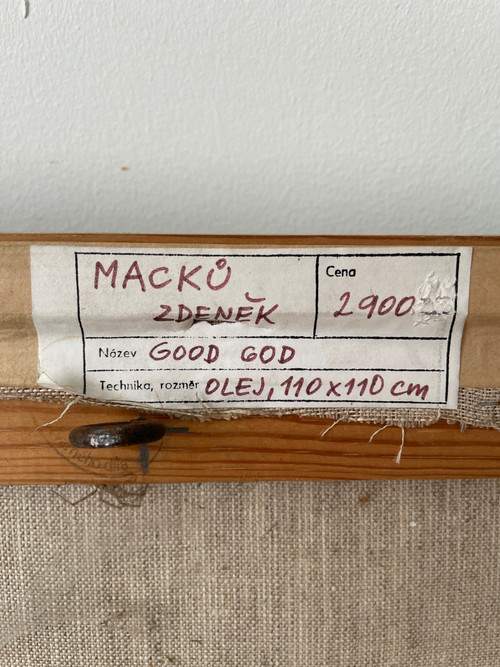 MACKŮ
ZDENĚK
Cena
2900
Název GOOD GOD
Technika, rozměr OLEJ, 110 x 110 cm